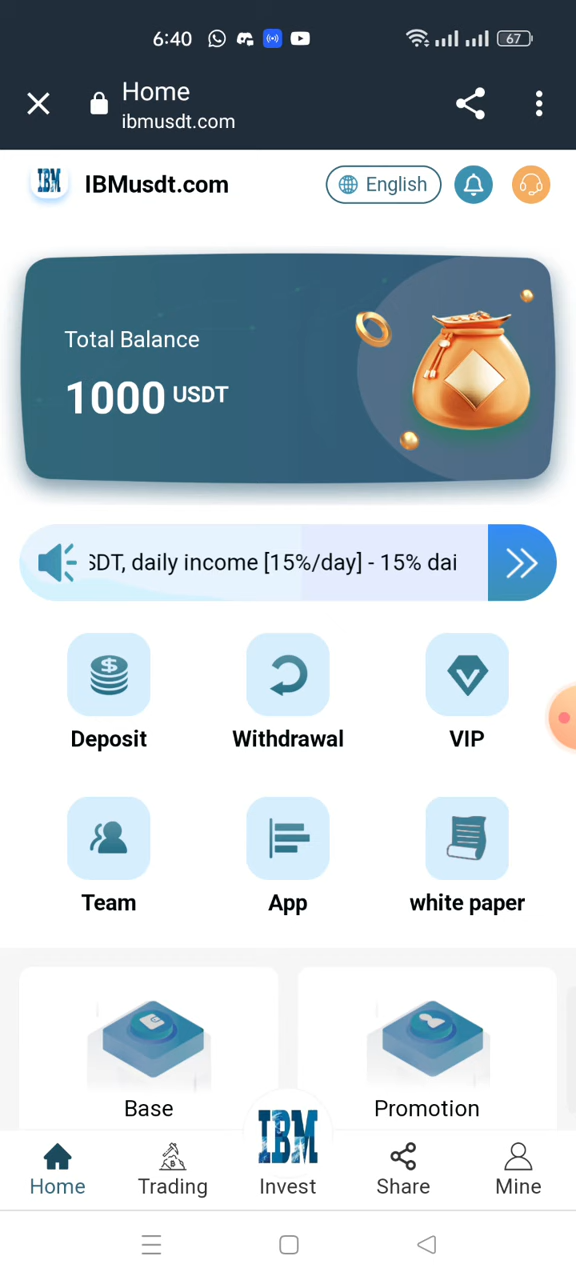 6:40
67
Home
ibmusdt.com
IBM
IBMusdt.com
English
Total Balance
1000 USDT
SDT, daily income [15%/day] - 15% dai
Deposit
Withdrawal
VIP
Team
App
white paper
Base
Promotion
IBM
Home
Trading
Invest
Share
Mine